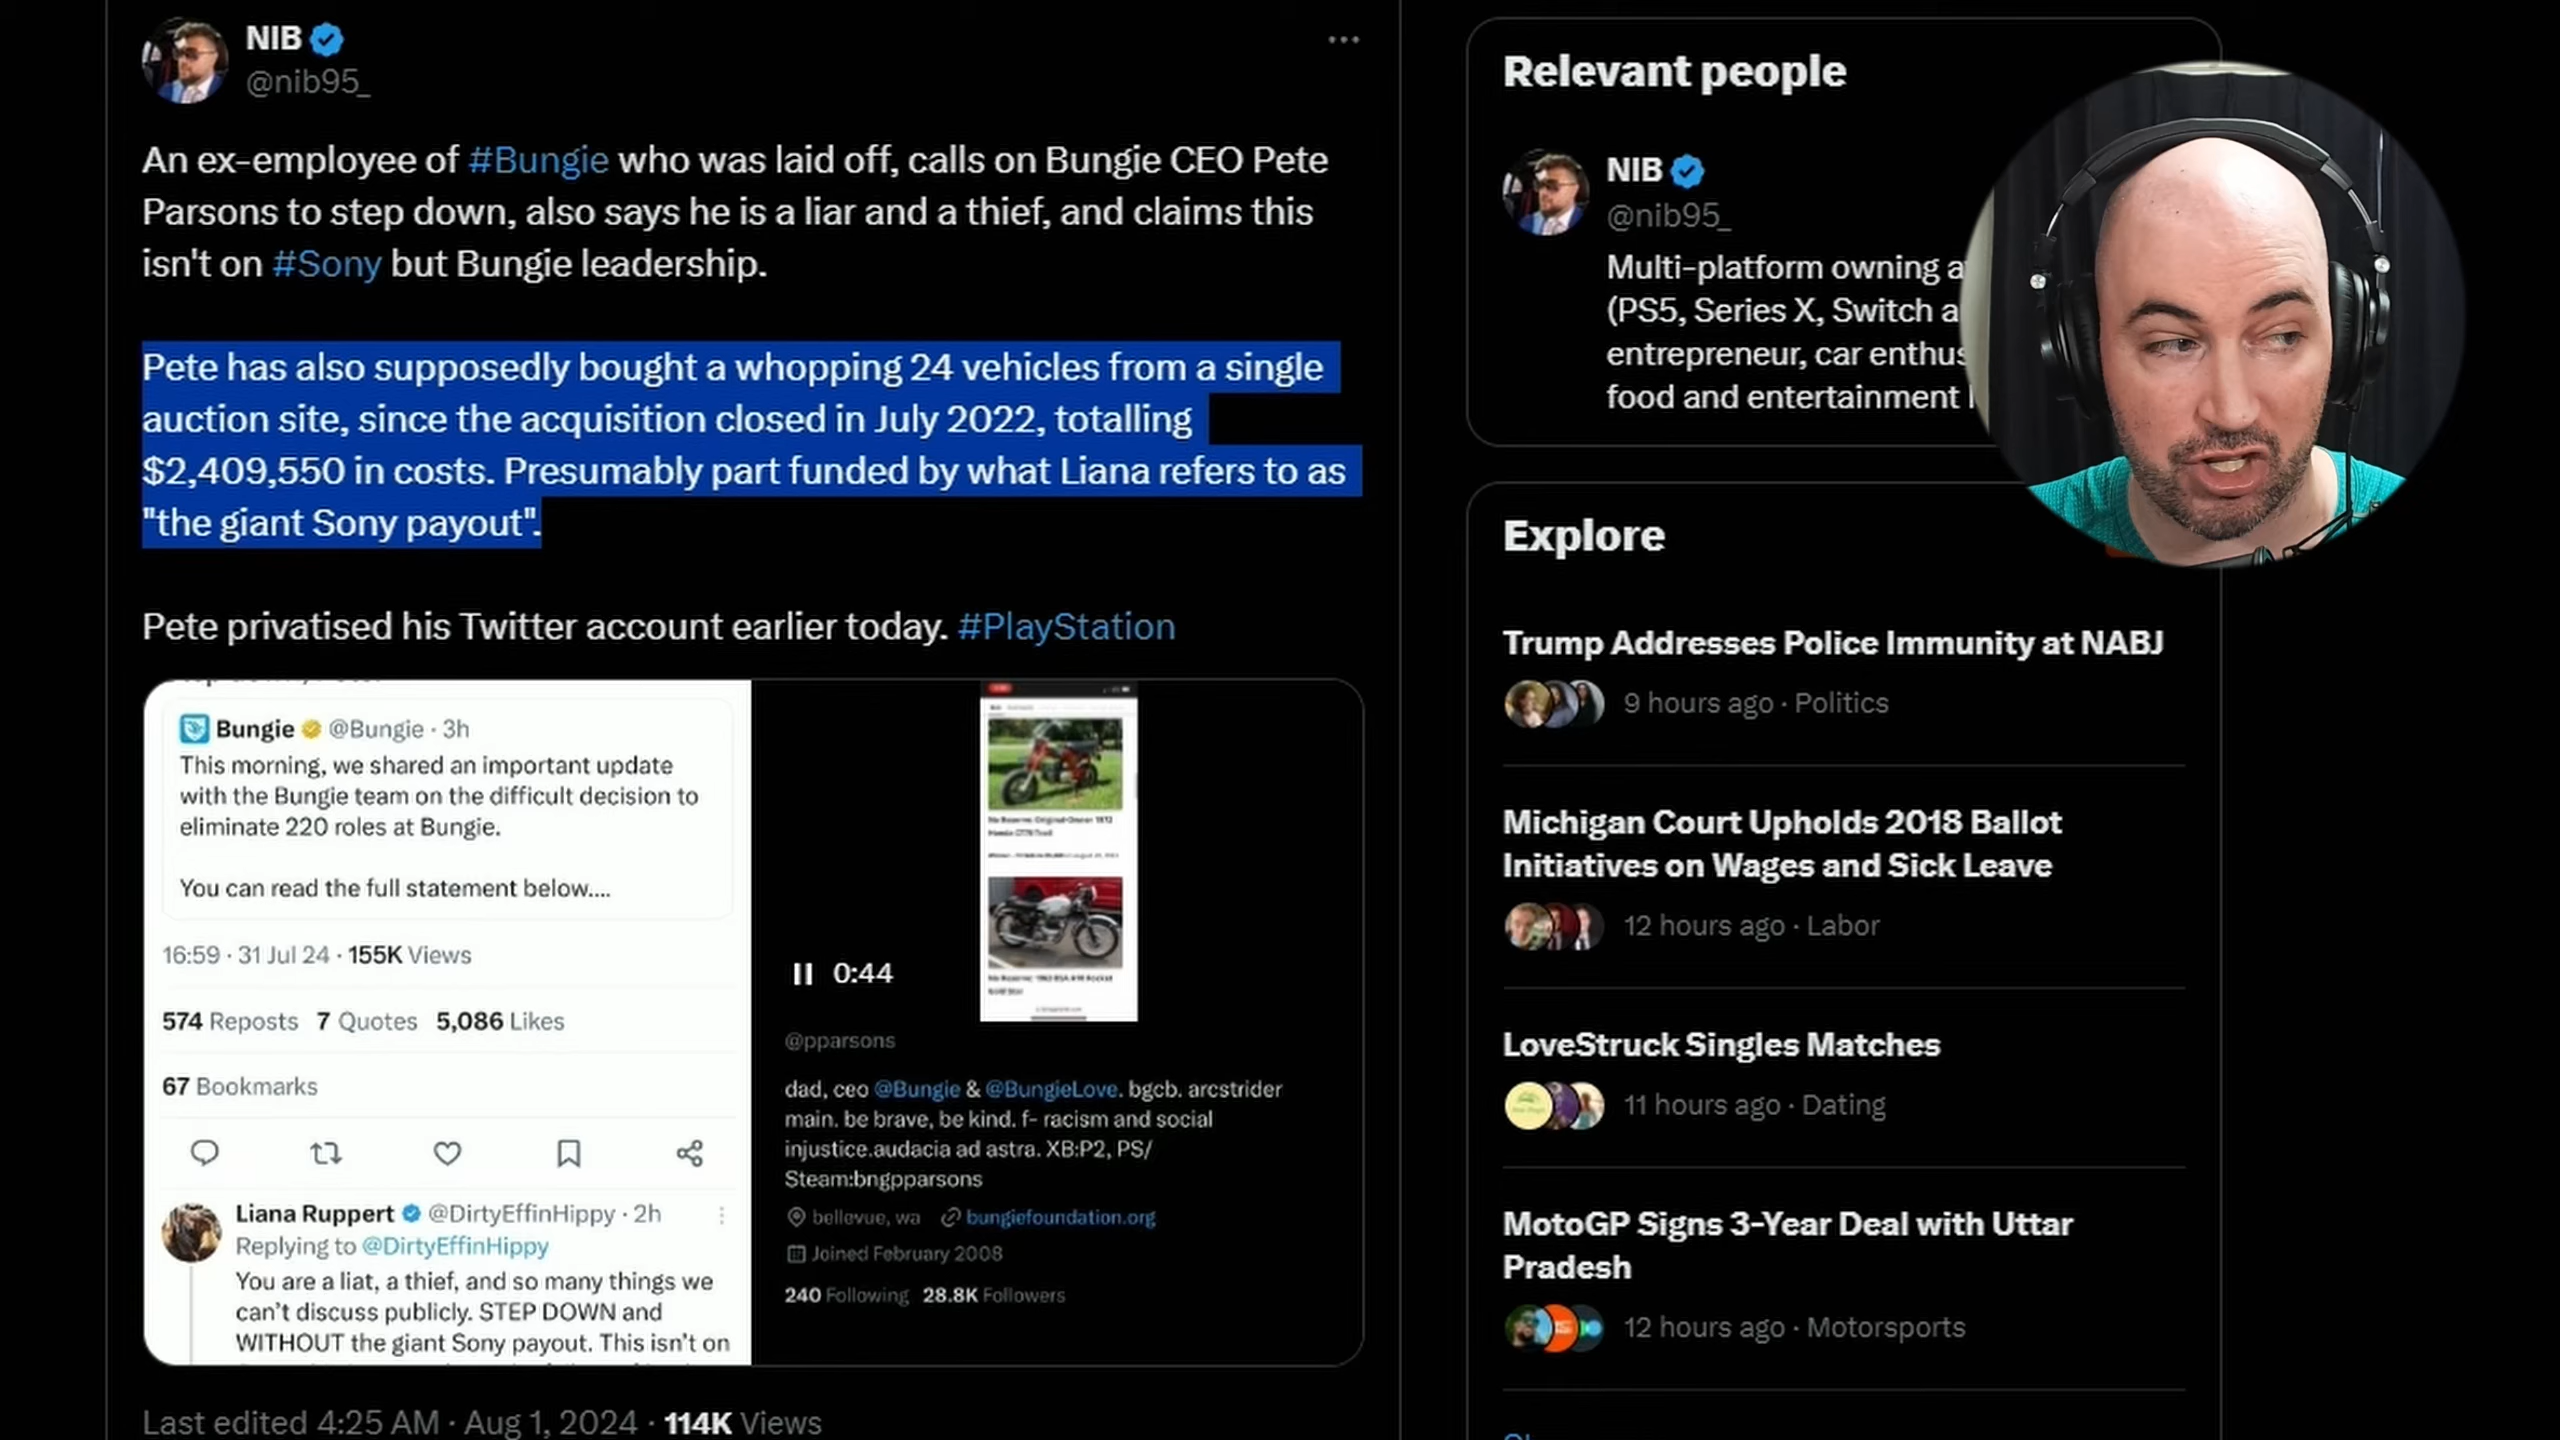 NIB
@nib95_
An ex-employee of #Bungie who was laid off, calls on Bungie CEO Pete
Parsons to step down, also says he is a liar and a thief, and claims this
isn't on #Sony but Bungie leadership.
Pete has also supposedly bought a whopping 24 vehicles from a single
auction site, since the acquisition closed in July 2022, totalling
$2,409,550 in costs. Presumably part funded by what Liana refers to as
"the giant Sony payout".
Pete privatised his Twitter account earlier today. #PlayStation
Bungie @Bungie · 3h
This morning, we shared an important update
with the Bungie team on the difficult decision to
eliminate 220 roles at Bungie.
You can read the full statement below....
16:59 · 31 Jul 24 · 155K Views
574 Reposts 7 Quotes 5,086 Likes
67 Bookmarks
Liana Ruppert @DirtyEffinHippy · 2h
Replying to @DirtyEffinHippy
You are a liat, a thief, and so many things we
can't discuss publicly. STEP DOWN and
WITHOUT the giant Sony payout. This isn't on
0:44
@pparsons
dad, ceo @Bungie & @BungieLove. bgcb. arcstrider
main. be brave, be kind. f- racism and social
injustice.audacia ad astra. XB:P2, PS/
Steam:bngpparsons
bellevue, wa bungiefoundation.org
Joined February 2008
240 Following 28.8K Followers
Last edited 4:25 AM · Aug 1, 2024 · 114K Views
Relevant people
NIB
@nib95_
Multi-platform owning
(PS5, Series X, Switch
entrepreneur, car
food and entertainment
Explore
Trump Addresses Police Immunity at NABJ
9 hours ago · Politics
Michigan Court Upholds 2018 Ballot
Initiatives on Wages and Sick Leave
12 hours ago · Labor
LoveStruck Singles Matches
11 hours ago · Dating
MotoGP Signs 3-Year Deal with Uttar
Pradesh
12 hours ago · Motorsports